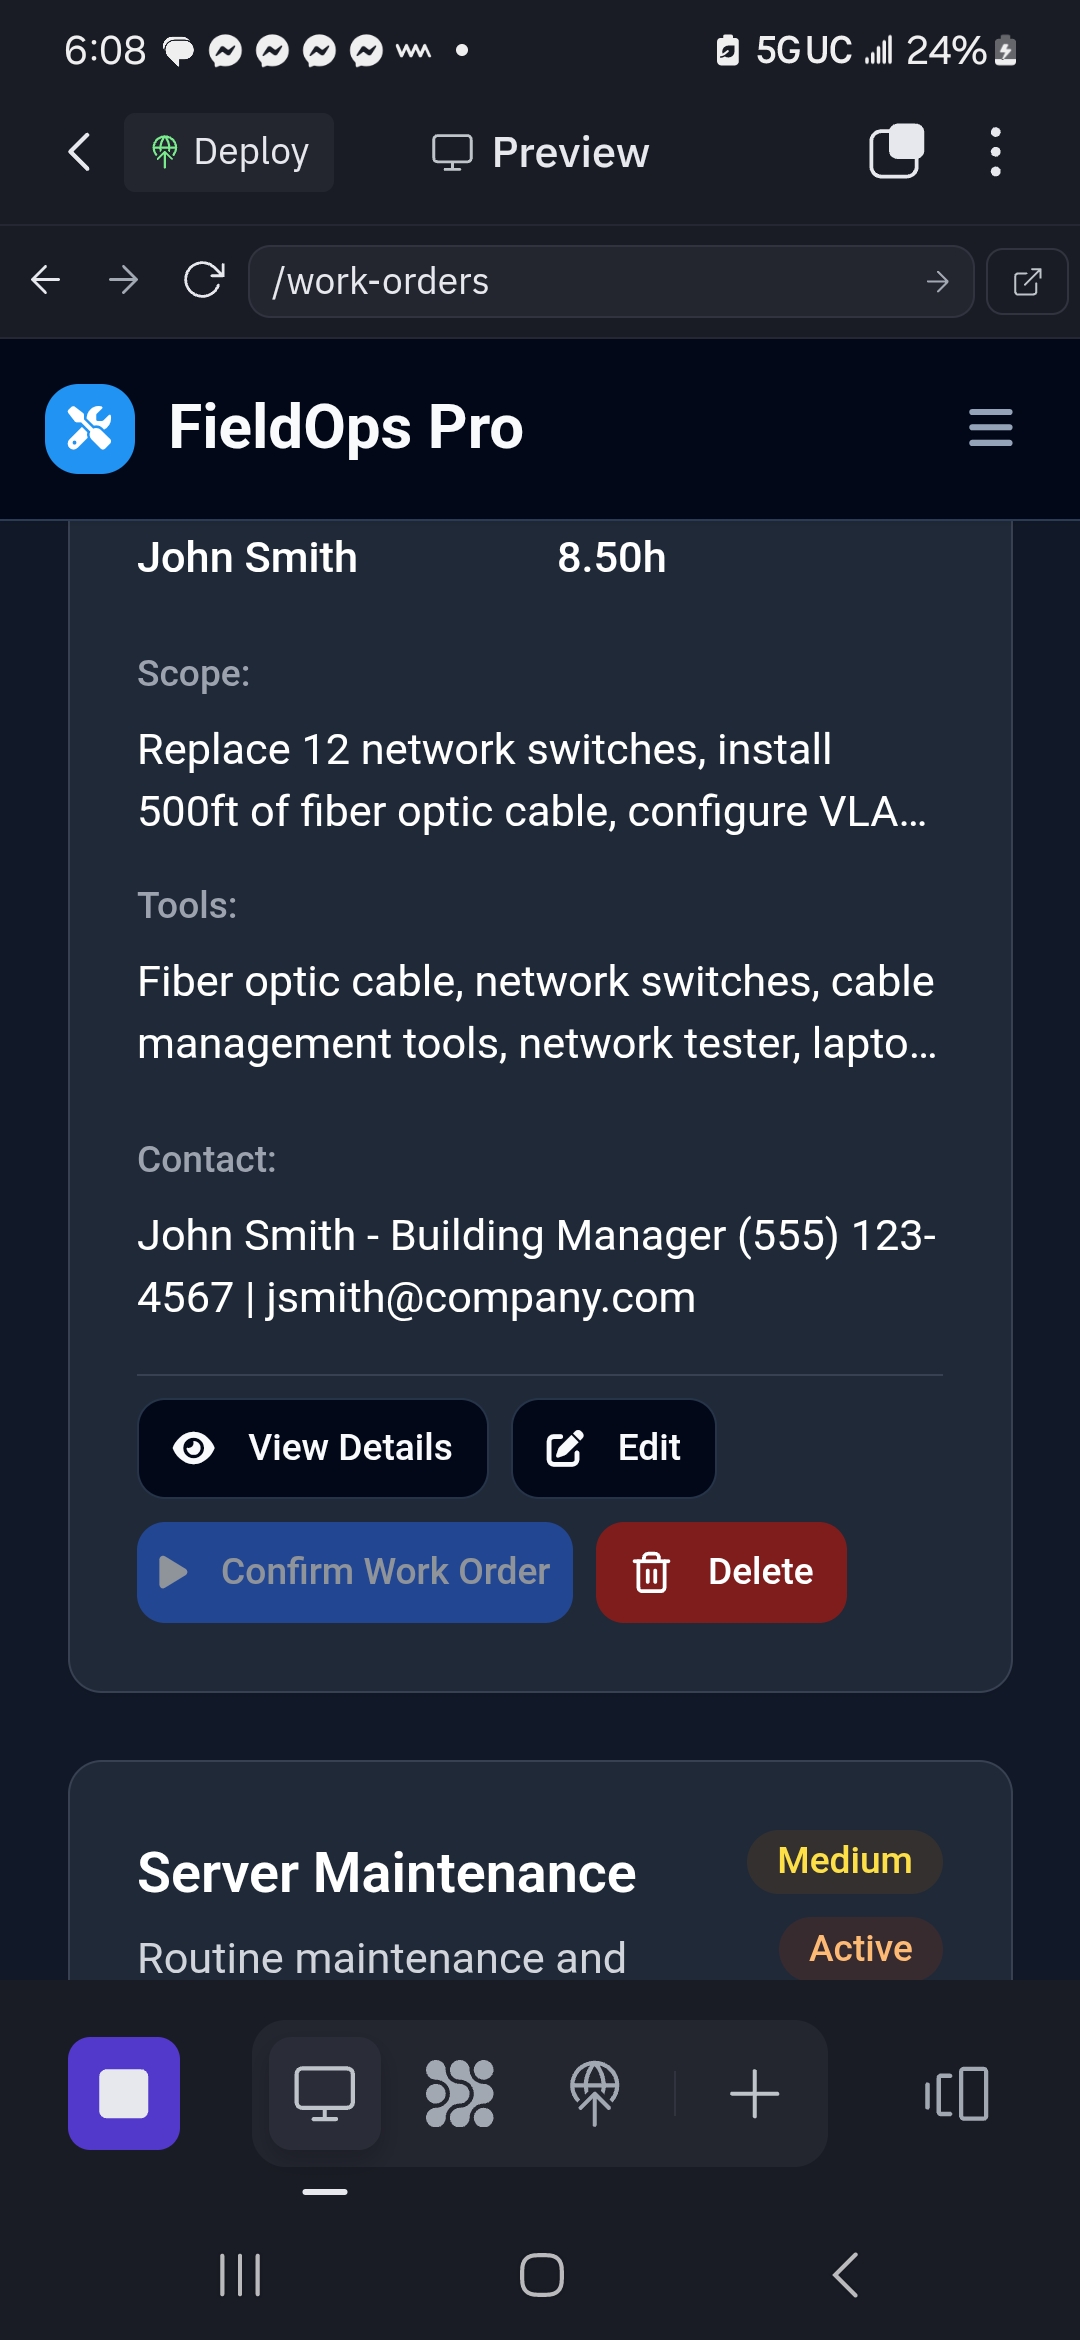 6:08
5G UC 24%
Deploy
Preview
/work-orders
FieldOps Pro
John Smith 8.50h
Scope:
Replace 12 network switches, install
500ft of fiber optic cable, configure VLA...
Tools:
Fiber optic cable, network switches, cable
management tools, network tester, lapto...
Contact:
John Smith - Building Manager (555) 123-
4567 | jsmith@company.com
View Details
Edit
Confirm Work Order
Delete
Server Maintenance
Medium
Routine maintenance and
Active